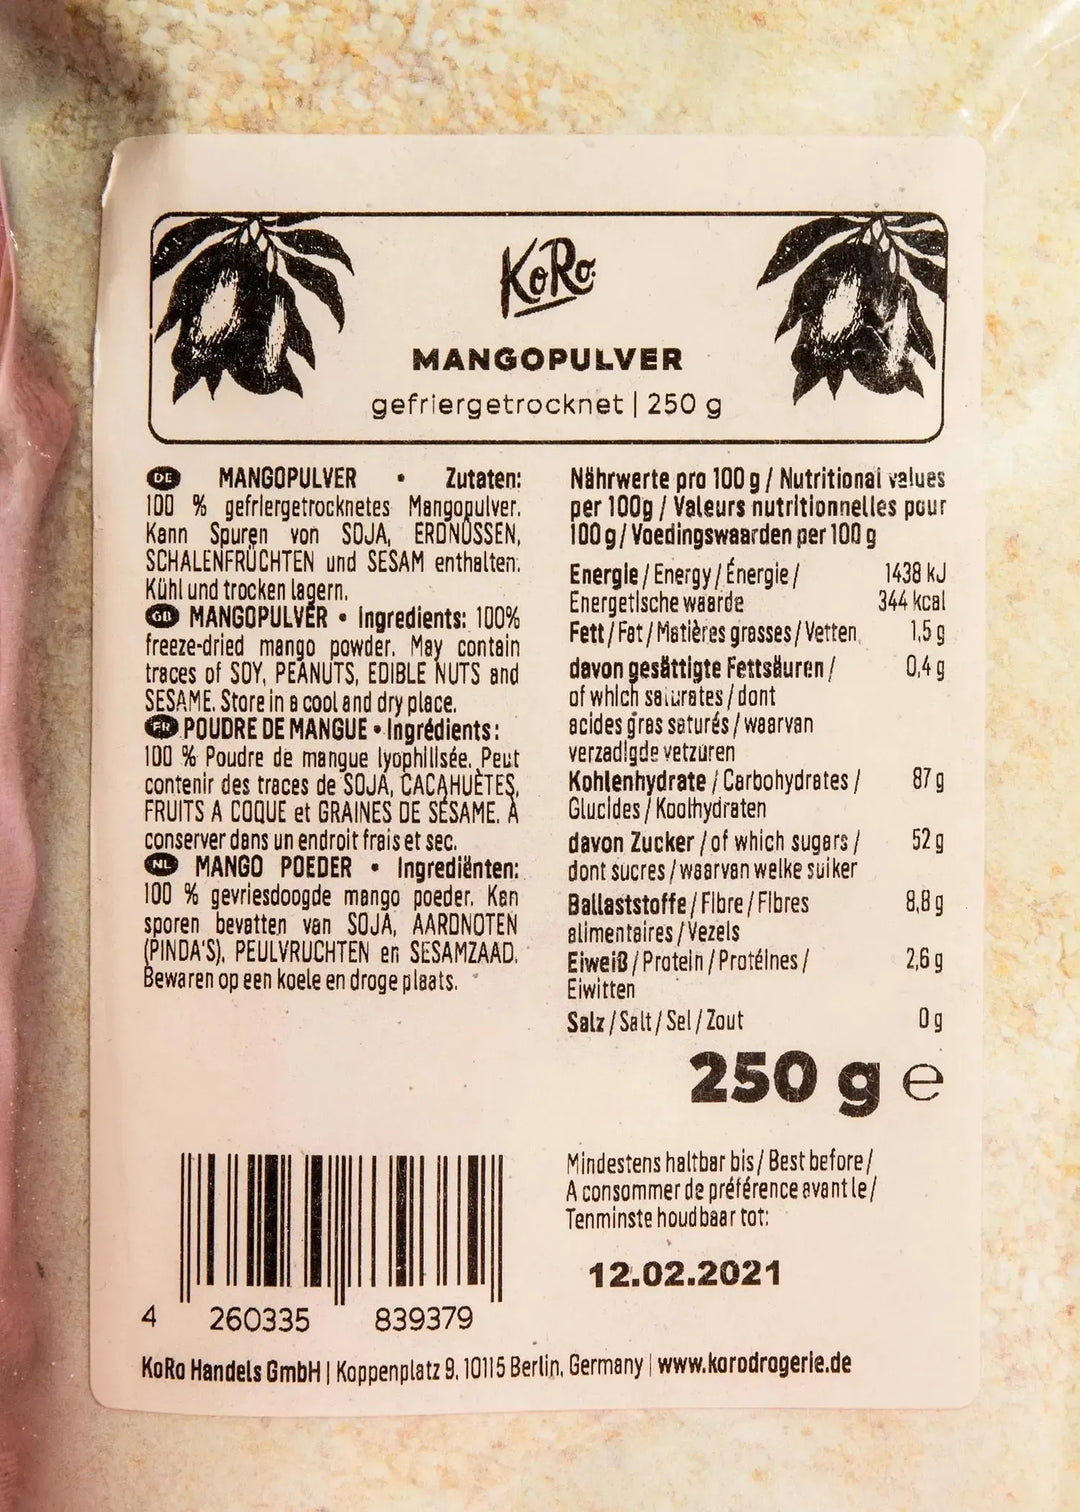 KoRo
MANGOPULVER
gefriergetrocknet | 250 g
DE MANGOPULVER • Zutaten:
100 % gefriergetrocknetes Mangopulver.
Kann Spuren von SOJA, ERDNÜSSEN,
SCHALENFRÜCHTEN und SESAM enthalten.
Kühl und trocken lagern.
GB MANGOPULVER • Ingredients: 100%
freeze-dried mango powder. May contain
traces of SOY, PEANUTS, EDIBLE NUTS and
SESAME. Store in a cool and dry place.
FR POUDRE DE MANGUE • Ingrédients:
100 % Poudre de mangue lyophilisée. Peut
contenir des traces de SOJA, CACAHUETES,
FRUITS A COQUE et GRAINES DE SÉSAME. À
conserver dans un endroit frais et sec.
NL MANGO POEDER • Ingrediënten:
100 % gevriesdoogde mango poeder. Kan
sporen bevatten van SOJA, AARDNOTEN
(PINDA'S), PEULVRUCHTEN en SESAMZAAD.
Bewaren op een koele en droge plaats.
Nährwerte pro 100 g / Nutritional values
per 100g / Valeurs nutritionnelles pour
100 g / Voedingswaarden per 100 g
Energie / Energy / Énergie / 1438 kJ
Energetische waarde 344 kcal
Fett / Fat / Matières grasses / Vetten 1,5 g
davon gesättigte Fettsäuren / 0,4 g
of which saturates / dont
acides gras saturés / waarvan
verzadigde vetzuren
Kohlenhydrate / Carbohydrates / 87 g
Glucides / Koolhydraten
davon Zucker / of which sugars / 52 g
dont sucres / waarvan welke suiker
Ballaststoffe / Fibre / Fibres 8,8 g
alimentaires / Vezels
Eiweiß / Protein / Protéines / 2,6 g
Eiwitten
Salz / Salt / Sel / Zout 0 g
250 g e
Mindestens haltbar bis / Best before /
A consommer de préférence avant le /
Tenminste houdbaar tot:
12.02.2021
4 260335 839379
KoRo Handels GmbH | Koppenplatz 9, 10115 Berlin, Germany | www.korodrogerie.de